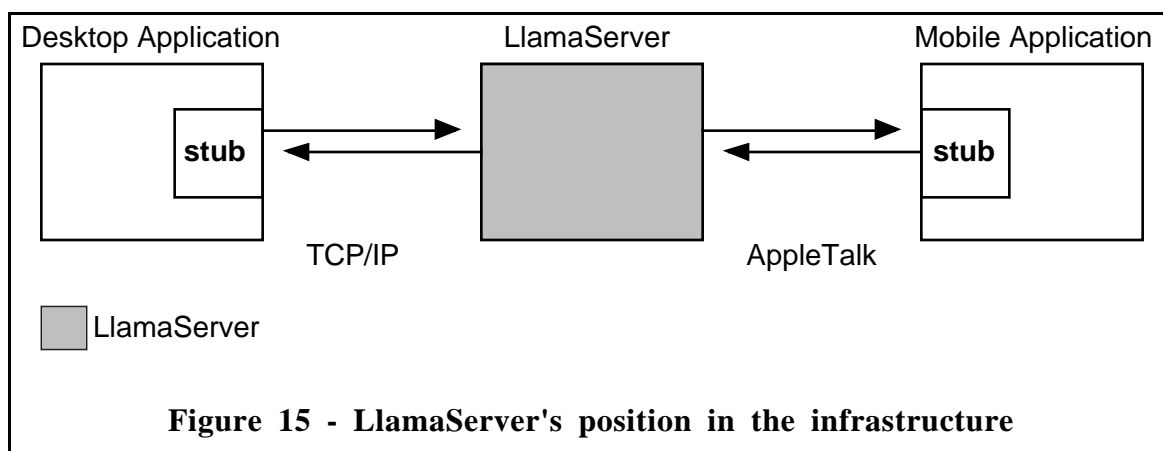 Desktop Application LlamaServer Mobile Application
stub stub
TCP/IP AppleTalk
LlamaServer
Figure 15 - LlamaServer's position in the infrastructure